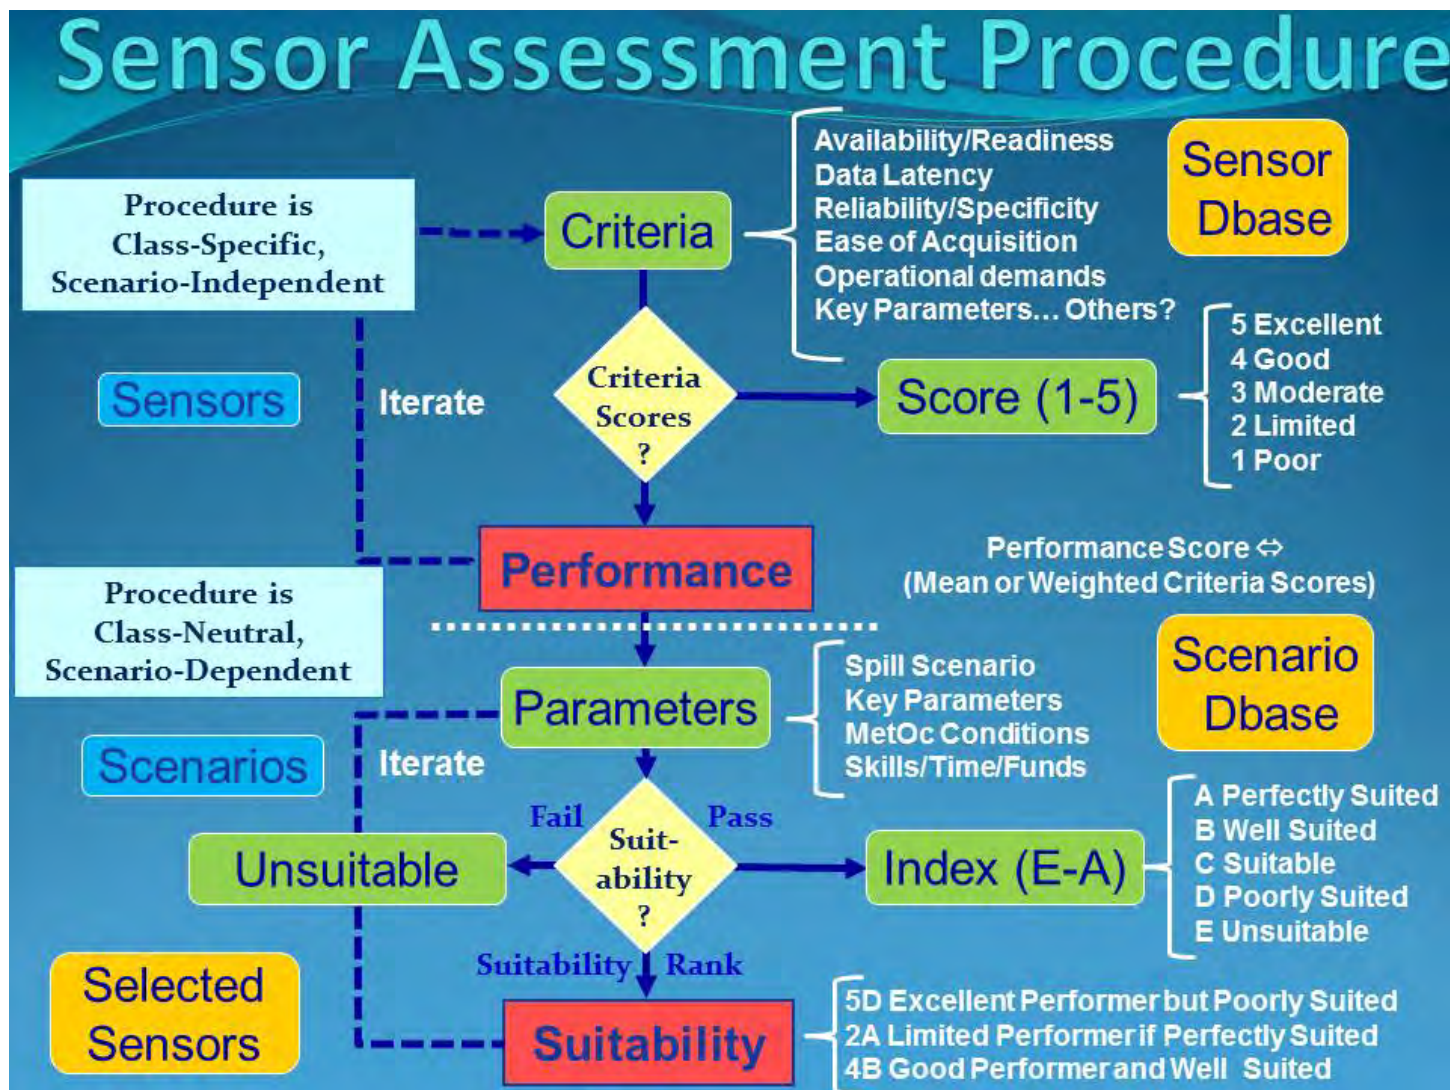 Sensor Assessment Procedure
Procedure is
Class-Specific,
Scenario-Independent
Criteria
Availability/Readiness
Data Latency
Reliability/Specificity
Ease of Acquisition
Operational demands
Key Parameters... Others?
Sensor
Dbase
Sensors
Iterate
Criteria
Scores
?
Score (1-5)
5 Excellent
4 Good
3 Moderate
2 Limited
1 Poor
Performance
Performance Score ⇔
(Mean or Weighted Criteria Scores)
Procedure is
Class-Neutral,
Scenario-Dependent
Parameters
Spill Scenario
Key Parameters
MetOc Conditions
Skills/Time/Funds
Scenario
Dbase
Scenarios
Iterate
Fail
Pass
Unsuitable
Suit-
ability
?
Index (E-A)
A Perfectly Suited
B Well Suited
C Suitable
D Poorly Suited
E Unsuitable
Suitability Rank
Selected
Sensors
Suitability
5D Excellent Performer but Poorly Suited
2A Limited Performer if Perfectly Suited
4B Good Performer and Well Suited